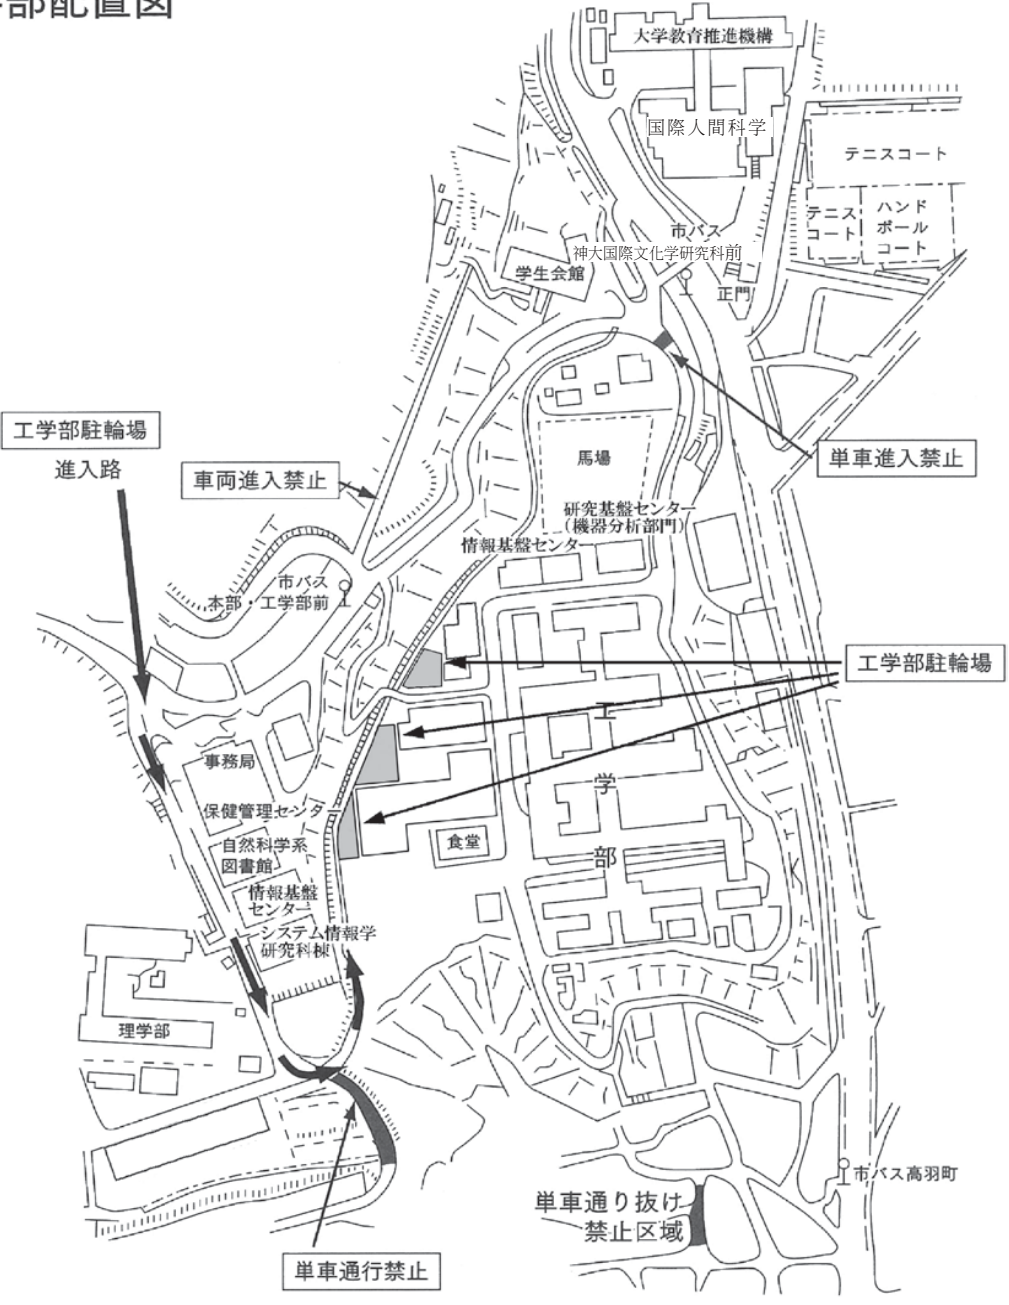 部配置図
大学教育推進機構
国際人間科学
テニスコート
テニス
コート
ハンド
ボール
コート
市バス
神大国際文化学研究科前
学生会館
正門
工学部駐輪場
進入路
車両進入禁止
単車進入禁止
馬場
研究基盤センター
(機器分析部門)
情報基盤センター
市バス
本部・工学部前
工学部駐輪場
工
学
部
事務局
保健管理センター
自然科学系
図書館
食堂
情報基盤
センター
システム情報学
研究科棟
理学部
市バス高羽町
単車通り抜け
禁止区域
単車通行禁止